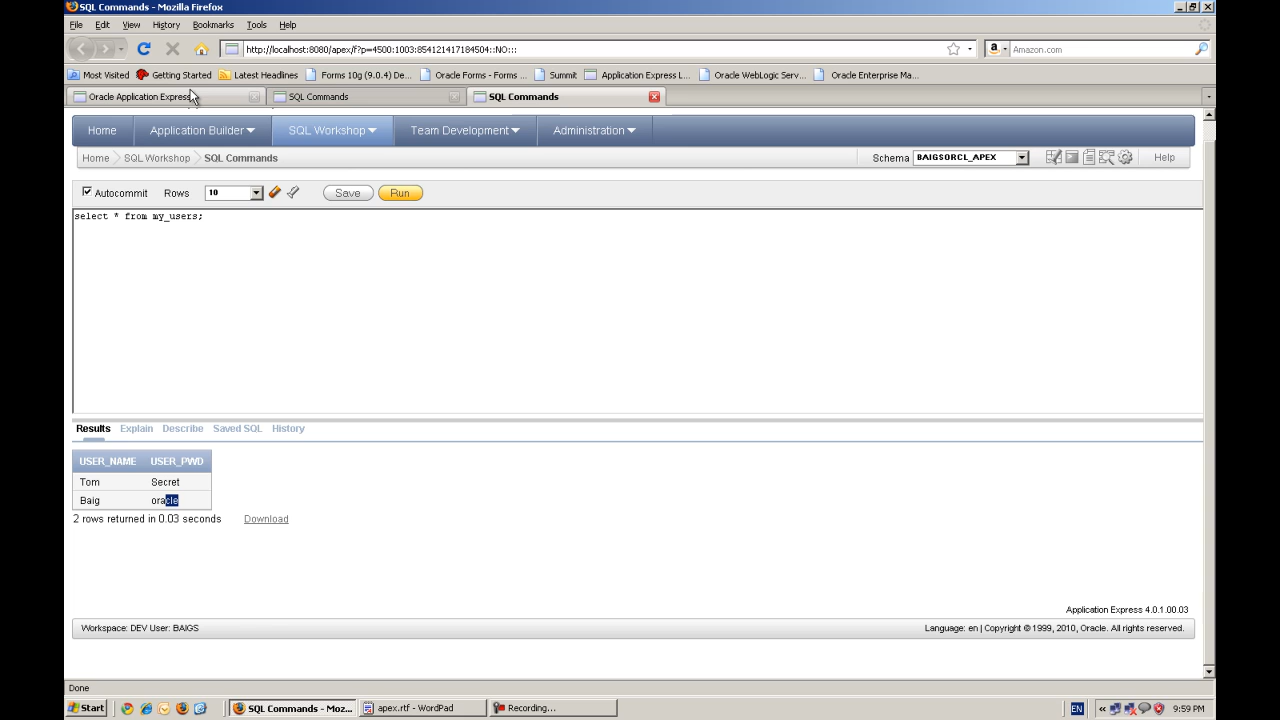 SQL Commands - Mozilla Firefox
File Edit View History Bookmarks Tools Help
http://localhost:8080/apex/f?p=4500:1003:854121417184504::NO::: Amazon.com
Most Visited Getting Started Latest Headlines Forms 10g (9.0.4) De... Oracle Forms - Forms ... Summit Application Express L... Oracle WebLogic Serv... Oracle Enterprise Ma...
Oracle Application Express SQL Commands SQL Commands
Home Application Builder SQL Workshop Team Development Administration
Home SQL Workshop SQL Commands Schema BAIGSORCL_APEX Help
Autocommit Rows 10 Save Run
select * from my_users;
Results Explain Describe Saved SQL History
USER_NAME USER_PWD
Tom Secret
Baig oracle
2 rows returned in 0.03 seconds Download
Application Express 4.0.1.00.03
Workspace: DEV User: BAIGS Language: en | Copyright © 1999, 2010, Oracle. All rights reserved.
Done
Start SQL Commands - Moz... apex.rtf - WordPad Recording... EN « 9:59 PM